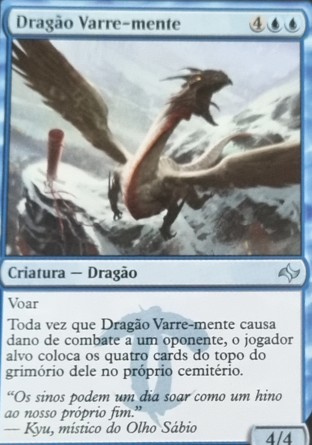 Dragão Varre-mente 4
Criatura — Dragão
Voar
Toda vez que Dragão Varre-mente causa
dano de combate a um oponente, o jogador
alvo coloca os quatro cards do topo do
grimório dele no próprio cemitério.
“Os sinos podem um dia soar como um hino
ao nosso próprio fim.”
— Kyu, místico do Olho Sábio
4/4